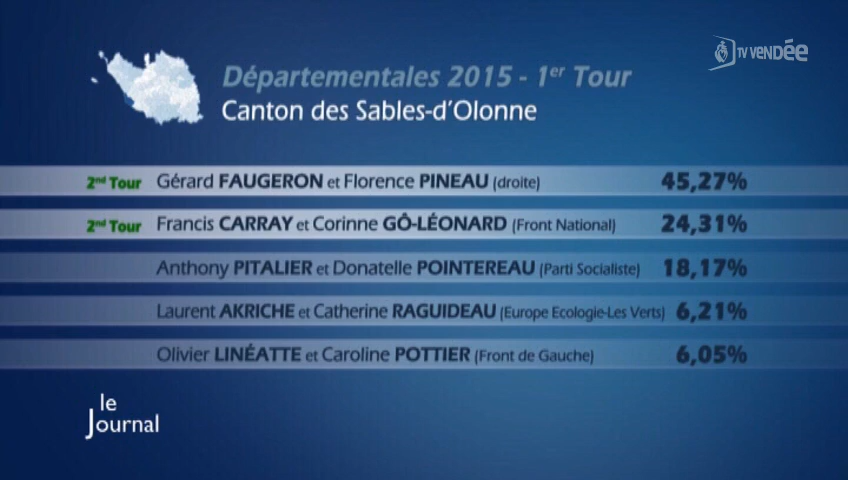 TV VENDÉE
Départementales 2015 - 1er Tour
Canton des Sables-d'Olonne
2nd Tour Gérard FAUGERON et Florence PINEAU (droite) 45,27%
2nd Tour Francis CARRAY et Corinne GÔ-LÉONARD (Front National) 24,31%
Anthony PITALIER et Donatelle POINTEREAU (Parti Socialiste) 18,17%
Laurent AKRICHE et Catherine RAGUIDEAU (Europe Ecologie-Les Verts) 6,21%
Olivier LINÉATTE et Caroline POTTIER (Front de Gauche) 6,05%
le
Journal